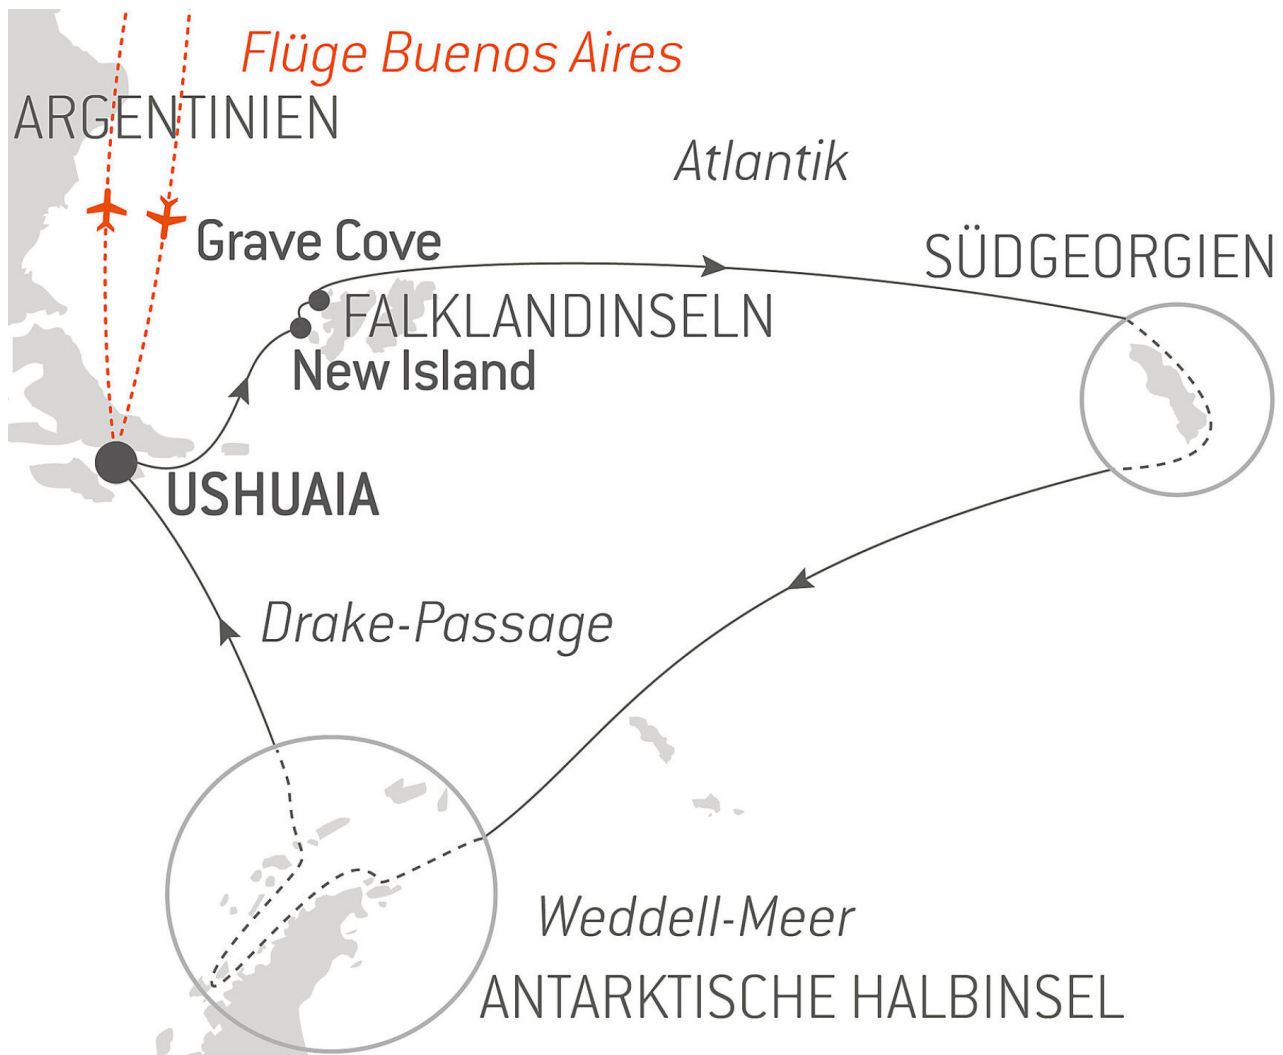 Flüge Buenos Aires
ARGENTINIEN
Atlantik
Grave Cove
SÜDGEORGIEN
FALKLANDINSELN
New Island
USHUAIA
Drake-Passage
Weddell-Meer
ANTARKTISCHE HALBINSEL